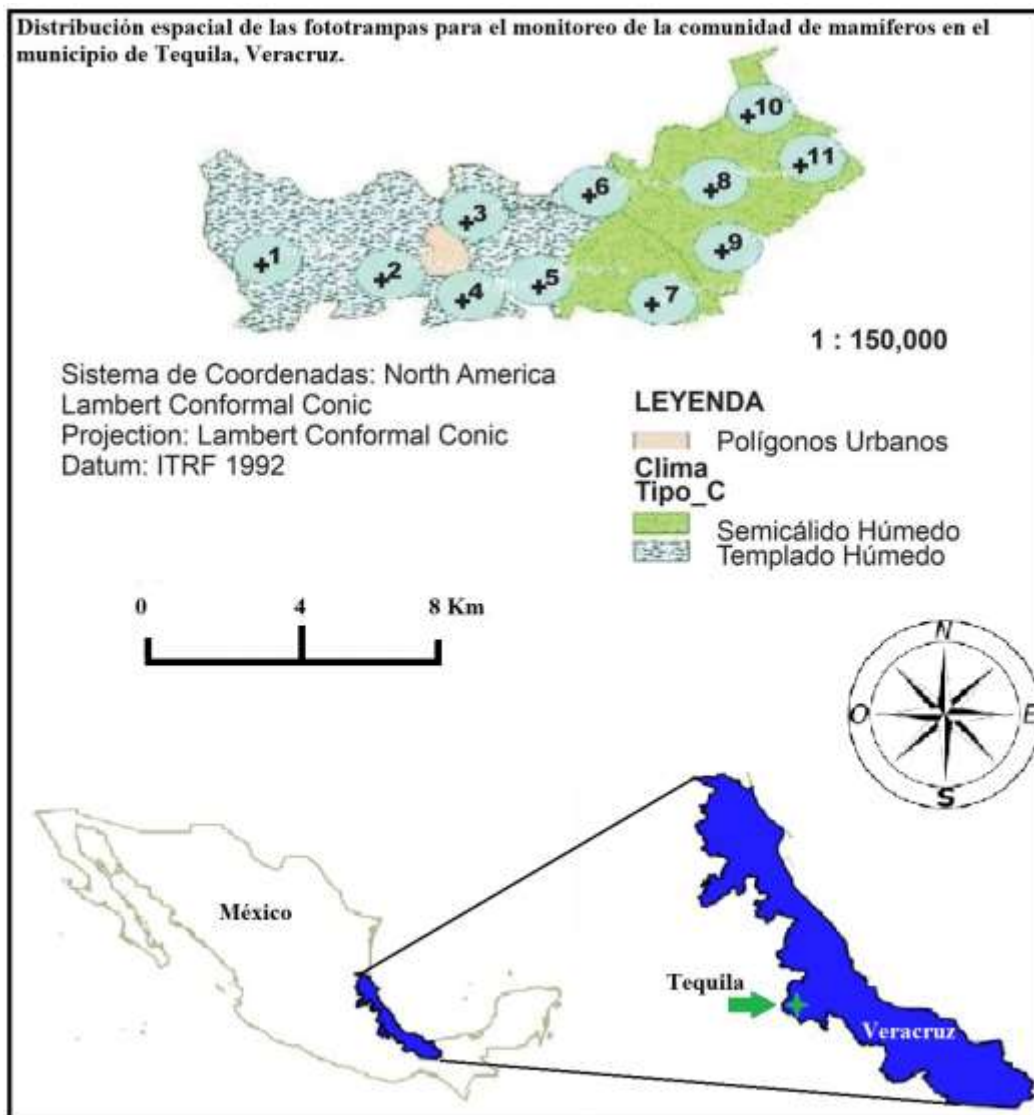 Distribución espacial de las fototrampas para el monitoreo de la comunidad de mamíferos en el
municipio de Tequila, Veracruz.
10
11
6
8
3
9
1
2
5
4
7
1 : 150,000
Sistema de Coordenadas: North America
Lambert Conformal Conic
Projection: Lambert Conformal Conic
Datum: ITRF 1992
LEYENDA
Polígonos Urbanos
Clima
Tipo_C
Semicálido Húmedo
Templado Húmedo
0 4 8 Km
N
O E
S
México
Tequila
Veracruz